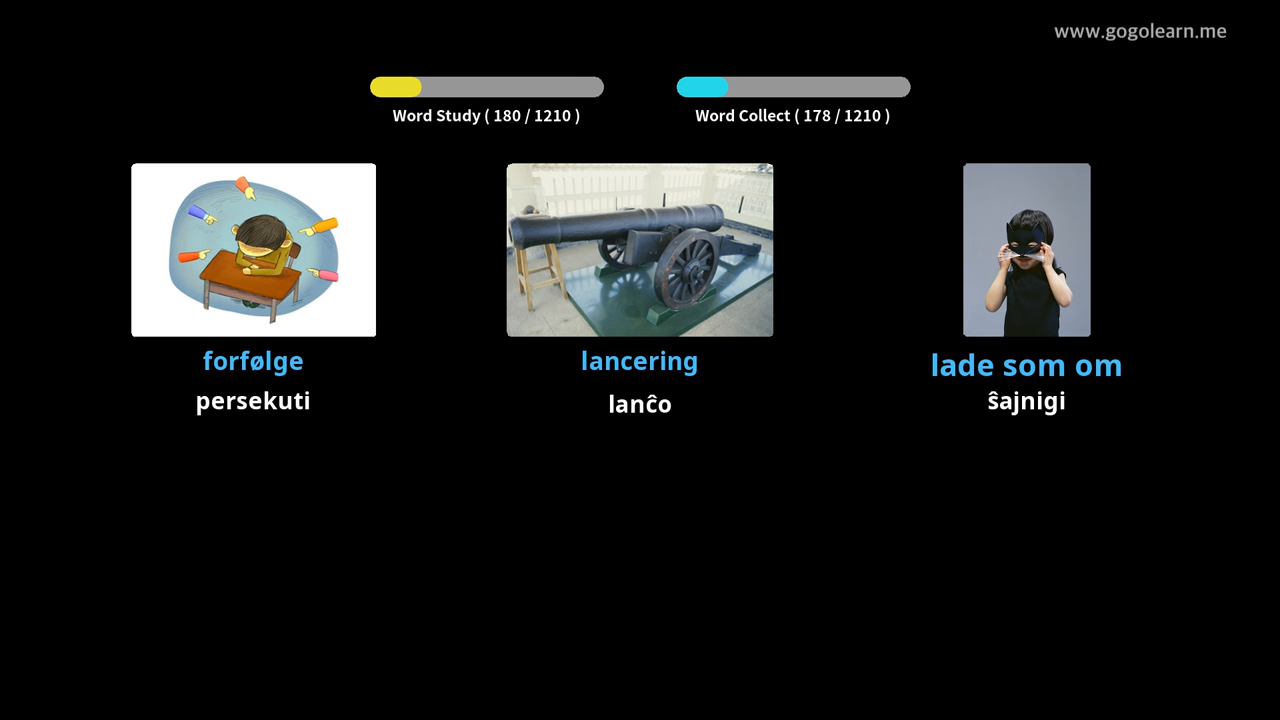 www.gogolearn.me
Word Study ( 180 / 1210 )
Word Collect ( 178 / 1210 )
forfølge
persekuti
lancering
lanĉo
lade som om
ŝajnigi